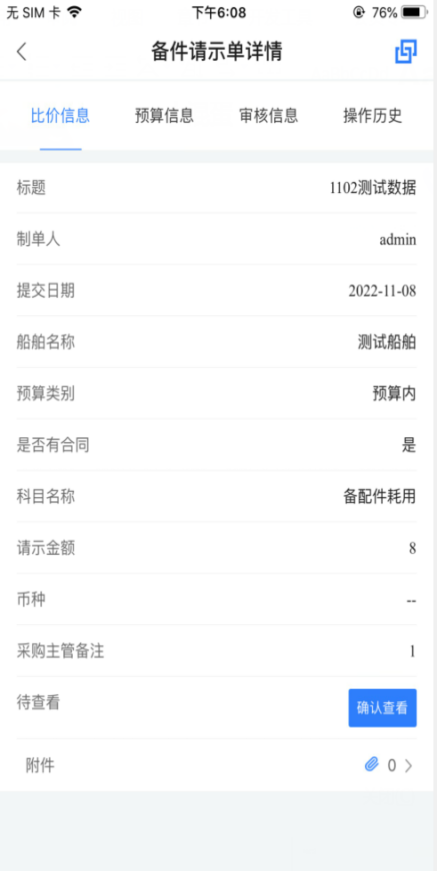 无 SIM 卡 下午6:08 76%
备件请示单详情
比价信息 预算信息 审核信息 操作历史
标题 1102测试数据
制单人 admin
提交日期 2022-11-08
船舶名称 测试船舶
预算类别 预算内
是否有合同 是
科目名称 备配件耗用
请示金额 8
币种 --
采购主管备注 1
待查看 确认查看
附件 0